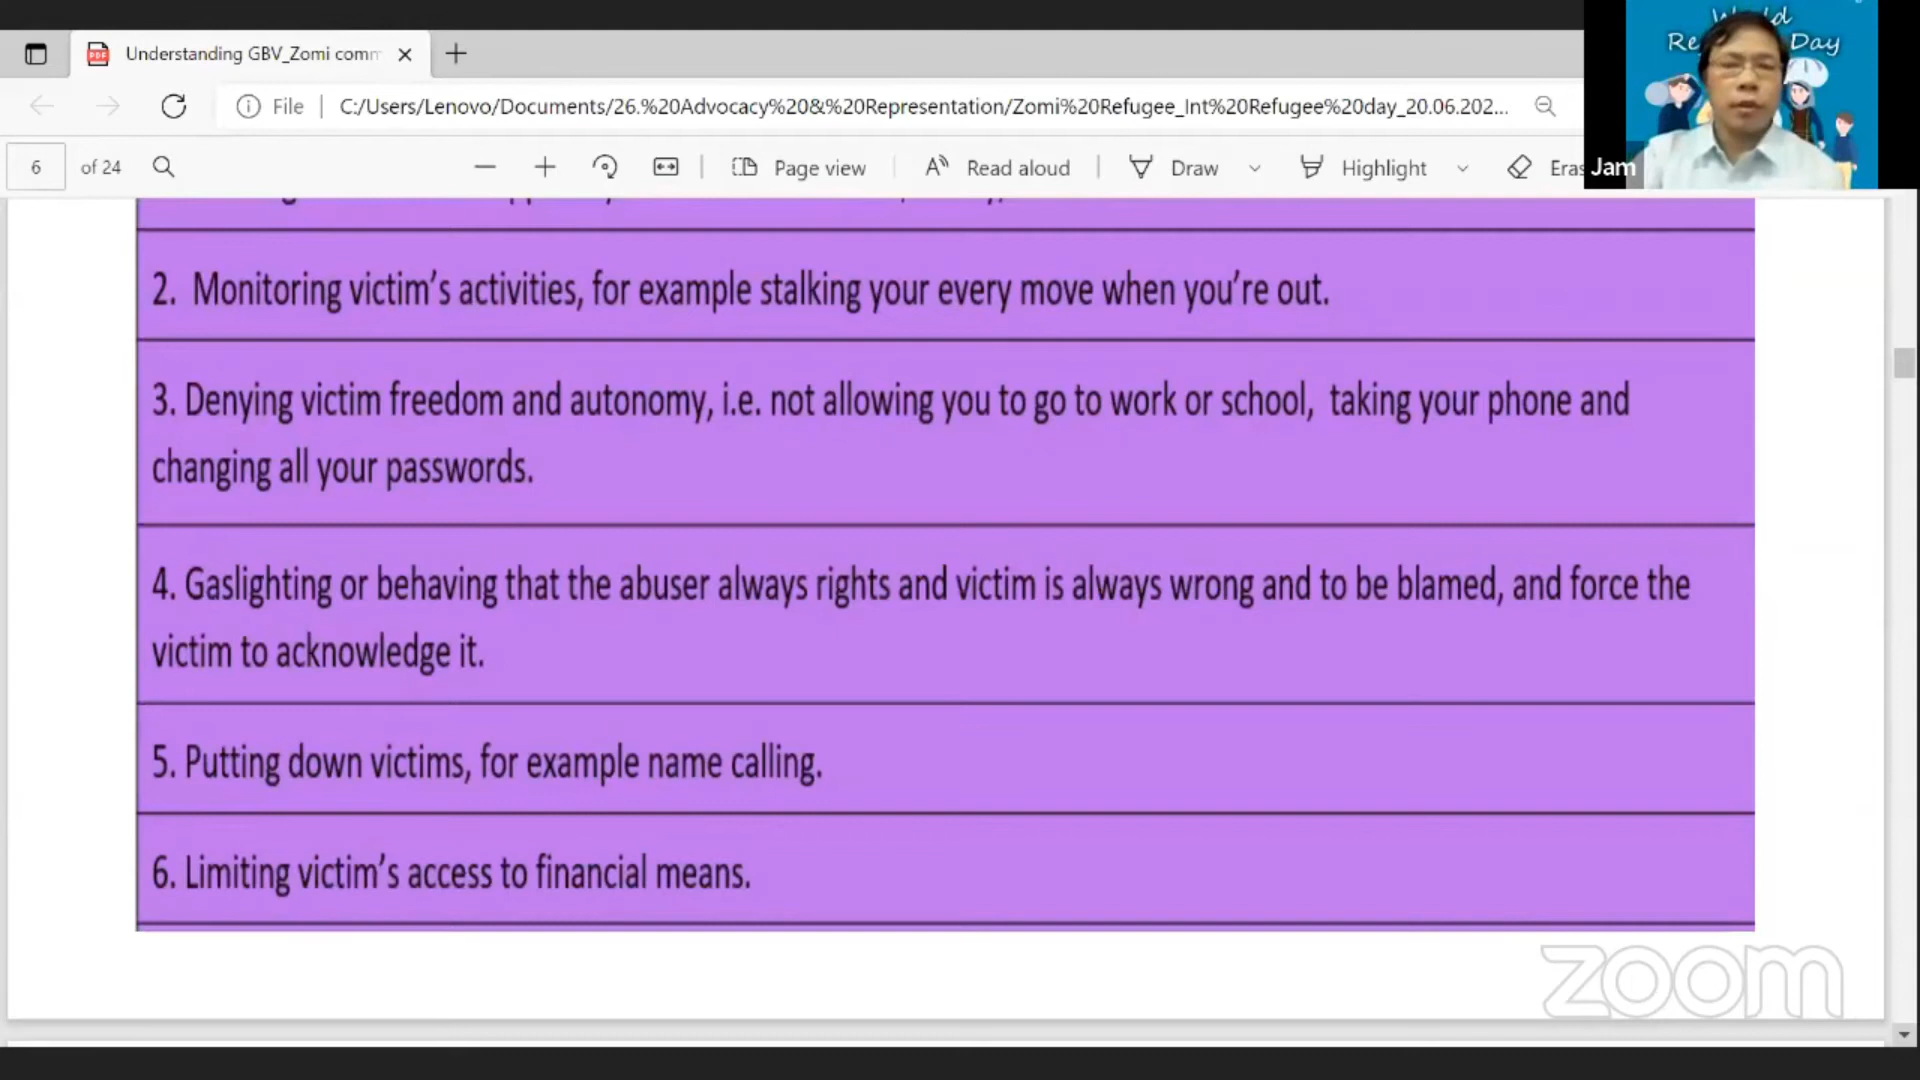 World
Re Day
Understanding GBV_Zomi comm
File
C:/Users/Lenovo/Documents/26.%20Advocacy%20&%20Representation/Zomi%20Refugee_Int%20Refugee%20day_20.06.202...
6 of 24
Page view
Read aloud
Draw
Highlight
Eras
Jam
2. Monitoring victim’s activities, for example stalking your every move when you’re out.
3. Denying victim freedom and autonomy, i.e. not allowing you to go to work or school, taking your phone and
changing all your passwords.
4. Gaslighting or behaving that the abuser always rights and victim is always wrong and to be blamed, and force the
victim to acknowledge it.
5. Putting down victims, for example name calling.
6. Limiting victim’s access to financial means.
zoom